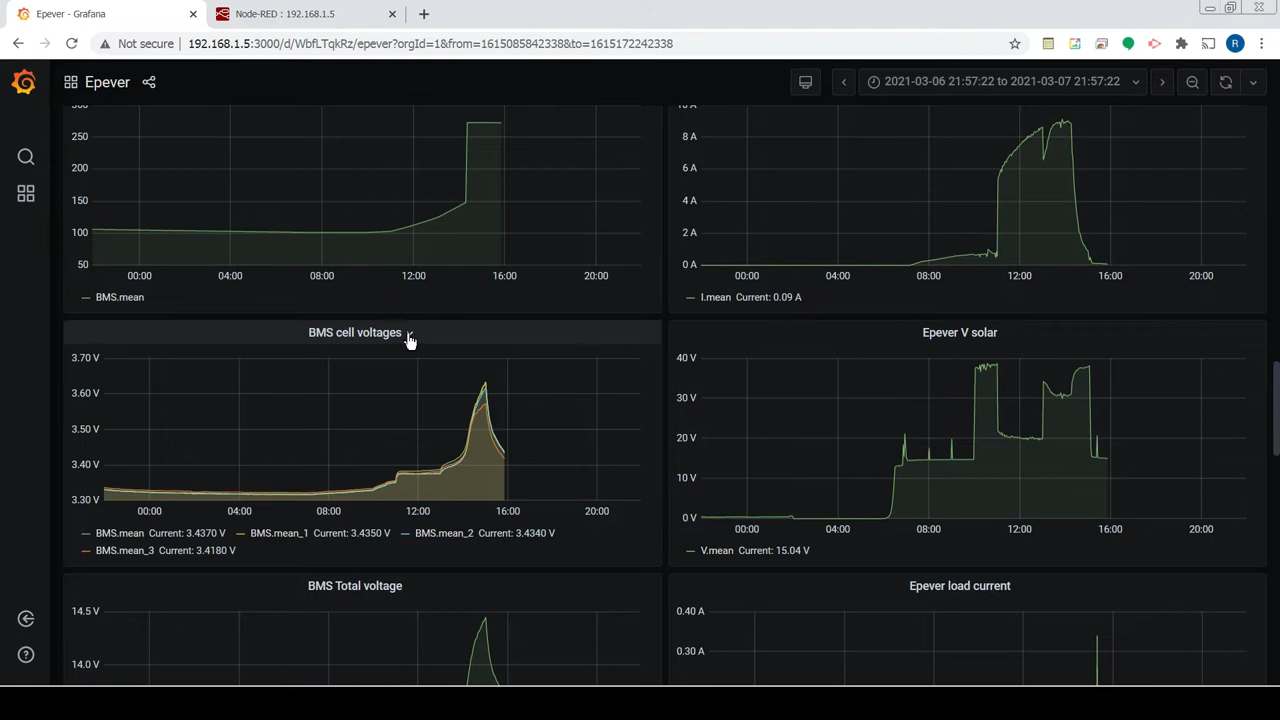 Epever - Grafana
Node-RED : 192.168.1.5
Not secure 192.168.1.5:3000/d/WbfLTqkRz/epever?orgId=1&from=1615085842338&to=1615172242338
R
Epever
2021-03-06 21:57:22 to 2021-03-07 21:57:22
250
200
150
100
50
00:00 04:00 08:00 12:00 16:00 20:00
BMS.mean
8 A
6 A
4 A
2 A
0 A
00:00 04:00 08:00 12:00 16:00 20:00
I.mean Current: 0.09 A
BMS cell voltages
3.70 V
3.60 V
3.50 V
3.40 V
3.30 V
00:00 04:00 08:00 12:00 16:00 20:00
BMS.mean Current: 3.4370 V BMS.mean_1 Current: 3.4350 V BMS.mean_2 Current: 3.4340 V
BMS.mean_3 Current: 3.4180 V
Epever V solar
40 V
30 V
20 V
10 V
0 V
00:00 04:00 08:00 12:00 16:00 20:00
V.mean Current: 15.04 V
BMS Total voltage
14.5 V
14.0 V
Epever load current
0.40 A
0.30 A